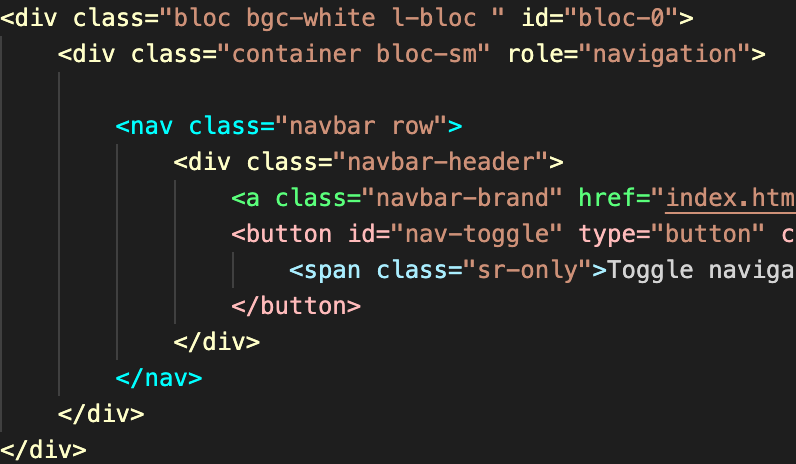 <div class="bloc bgc-white l-bloc " id="bloc-0">
<div class="container bloc-sm" role="navigation">
<nav class="navbar row">
<div class="navbar-header">
<a class="navbar-brand" href="index.htm
<button id="nav-toggle" type="button" c
<span class="sr-only">Toggle naviga
</button>
</div>
</nav>
</div>
</div>